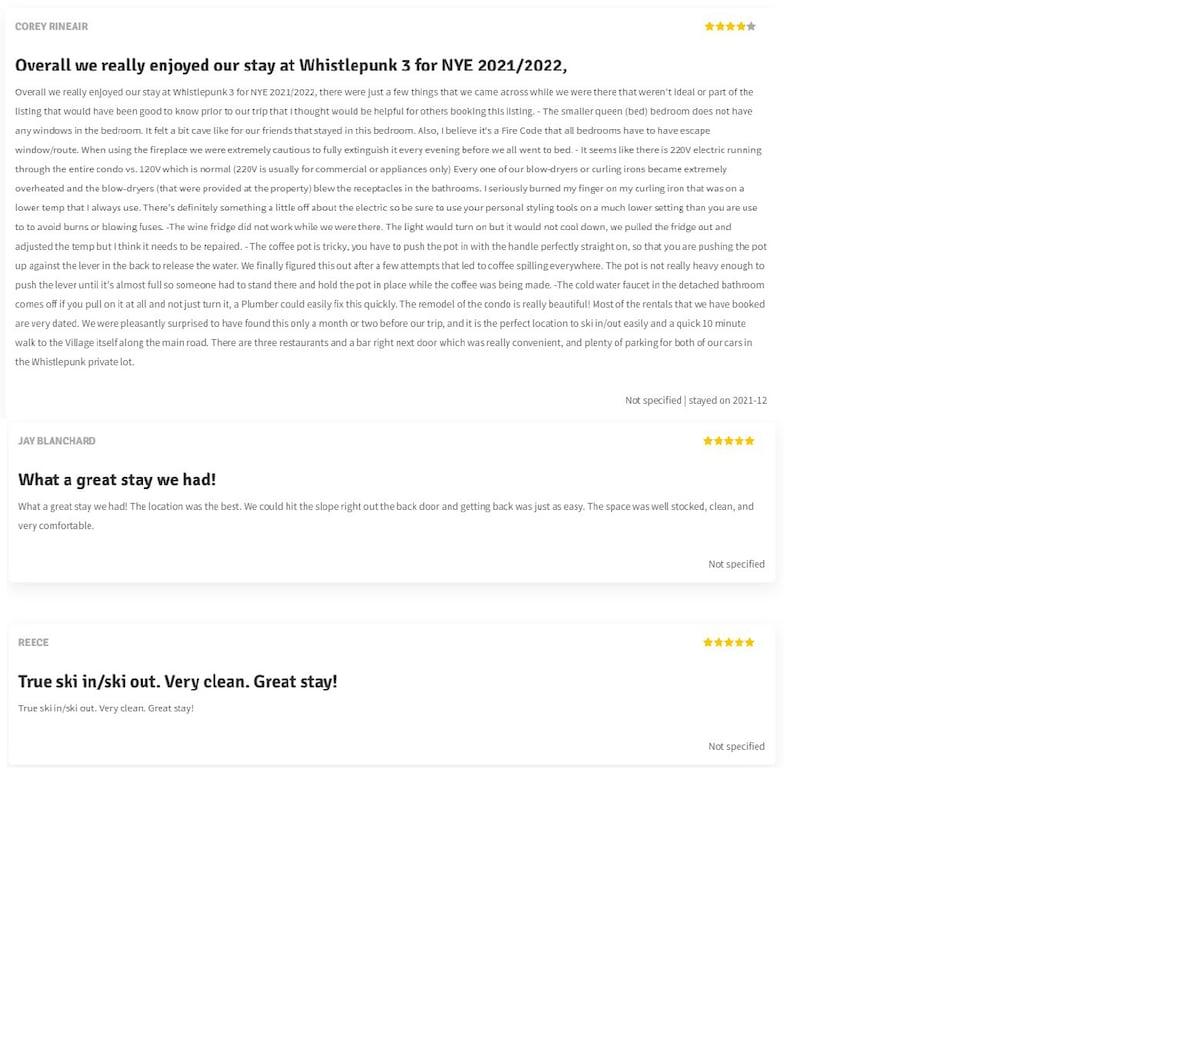 COREY RINEAIR
Overall we really enjoyed our stay at Whistlepunk 3 for NYE 2021/2022,
Overall we really enjoyed our stay at Whistlepunk 3 for NYE 2021/2022, there were just a few things that we came across while we were there that weren't ideal or part of the
listing that would have been good to know prior to our trip that I thought would be helpful for others booking this listing. - The smaller queen (bed) bedroom does not have
any windows in the bedroom. It felt a bit cave like for our friends that stayed in this bedroom. Also, I believe it's a Fire Code that all bedrooms have to have escape
window/route. When using the fireplace we were extremely cautious to fully extinguish it every evening before we all went to bed. - It seems like there is 220V electric running
through the entire condo vs. 120V which is normal (220V is usually for commercial or appliances only) Every one of our blow-dryers or curling irons became extremely
overheated and the blow-dryers (that were provided at the property) blew the receptacles in the bathrooms. I seriously burned my finger on my curling iron that was on a
lower temp that I always use. There's definitely something a little off about the electric so be sure to use your personal styling tools on a much lower setting than you are use
to to avoid burns or blowing fuses. -The wine fridge did not work while we were there. The light would turn on but it would not cool down, we pulled the fridge out and
adjusted the temp but I think it needs to be repaired. - The coffee pot is tricky, you have to push the pot in with the handle perfectly straight on, so that you are pushing the pot
up against the lever in the back to release the water. We finally figured this out after a few attempts that led to coffee spilling everywhere. The pot is not really heavy enough to
push the lever until it's almost full so someone had to stand there and hold the pot in place while the coffee was being made. -The cold water faucet in the detached bathroom
comes off if you pull on it at all and not just turn it, a Plumber could easily fix this quickly. The remodel of the condo is really beautiful! Most of the rentals that we have booked
are very dated. We were pleasantly surprised to have found this only a month or two before our trip, and it is the perfect location to ski in/out easily and a quick 10 minute
walk to the Village itself along the main road. There are three restaurants and a bar right next door which was really convenient, and plenty of parking for both of our cars in
the Whistlepunk private lot.
Not specified | stayed on 2021-12
JAY BLANCHARD
What a great stay we had!
What a great stay we had! The location was the best. We could hit the slope right out the back door and getting back was just as easy. The space was well stocked, clean, and
very comfortable.
Not specified
REECE
True ski in/ski out. Very clean. Great stay!
True ski in/ski out. Very clean. Great stay!
Not specified